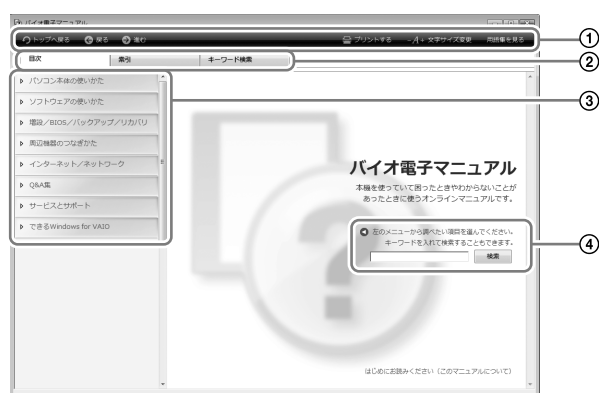 バイオ電子マニュアル
トップへ戻る 戻る 進む プリントする -A+ 文字サイズ変更 用語集を見る
1
目次 索引 キーワード検索
2
パソコン本体の使いかた
3
ソフトウェアの使いかた
増設／BIOS／バックアップ／リカバリ
周辺機器のつなぎかた
インターネット／ネットワーク
Q&A集
サービスとサポート
できるWindows for VAIO
バイオ電子マニュアル
本機を使っていて困ったときやわからないことが
あったときに使うオンラインマニュアルです。
左のメニューから調べたい項目を選んでください。
キーワードを入れて検索することもできます。
4
検索
はじめにお読みください（このマニュアルについて）